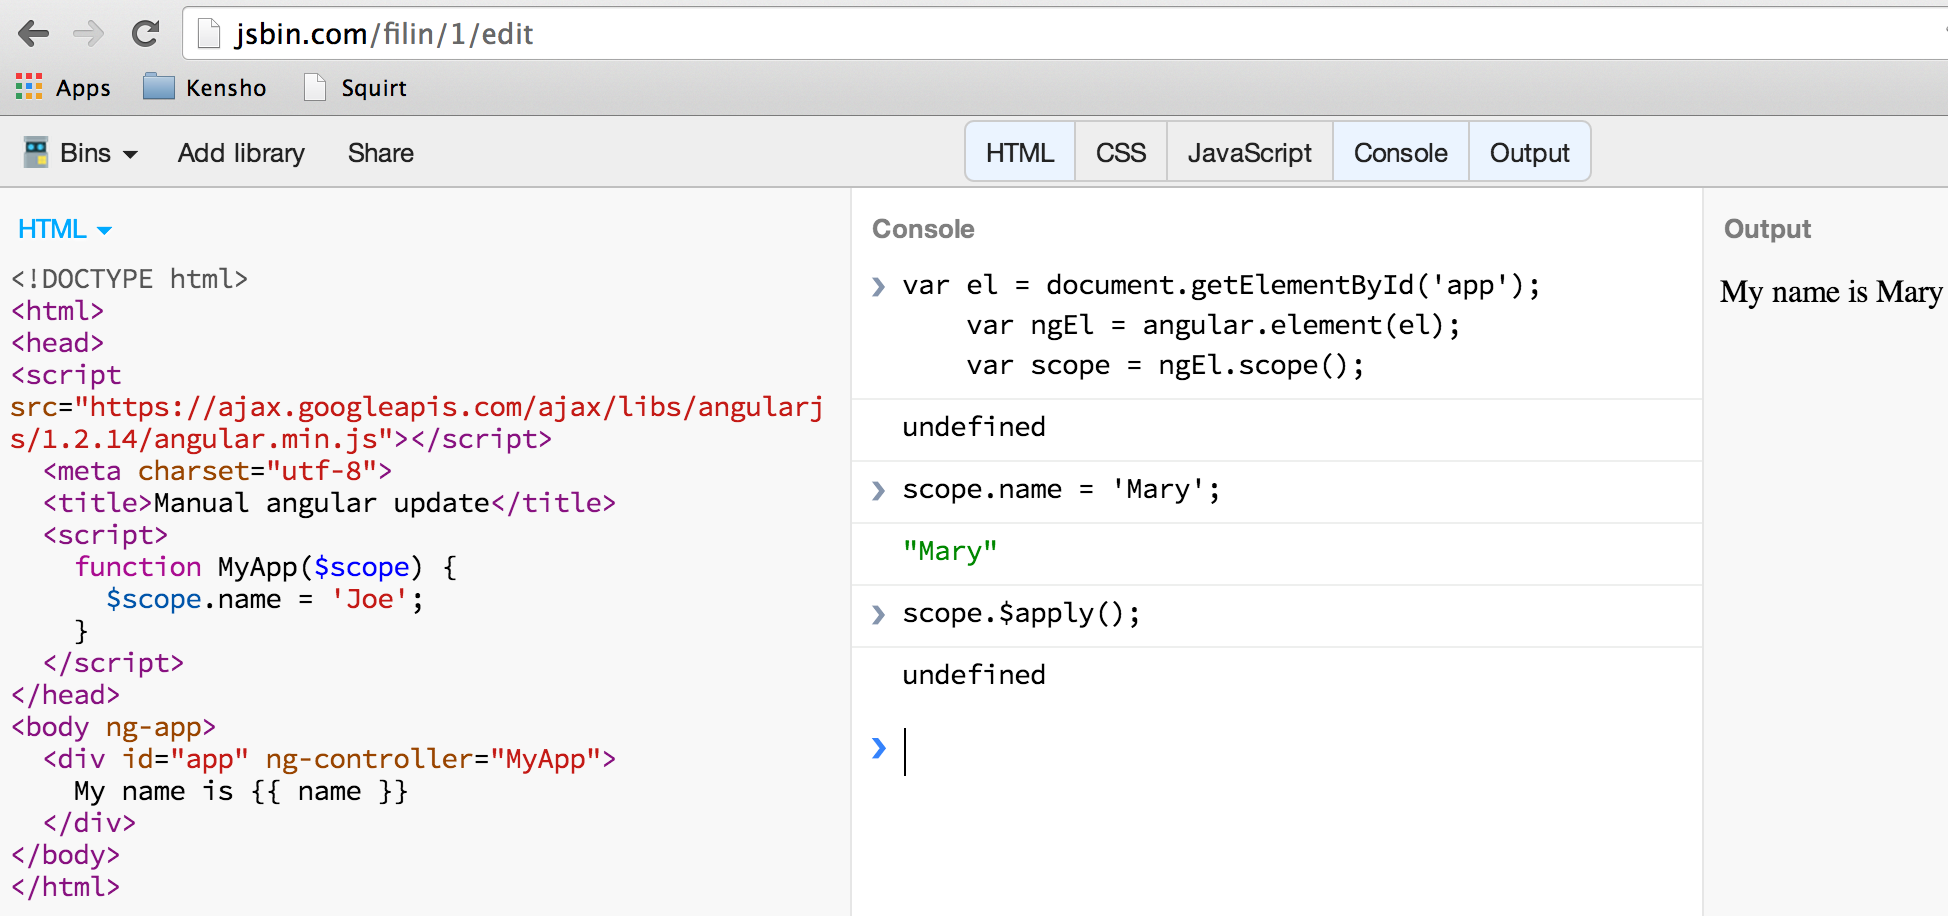 jsbin.com/filin/1/edit
Apps Kensho Squirt
Bins Add library Share HTML CSS JavaScript Console Output
HTML
<!DOCTYPE html>
<html>
<head>
<script
src="https://ajax.googleapis.com/ajax/libs/angularj
s/1.2.14/angular.min.js"></script>
  <meta charset="utf-8">
  <title>Manual angular update</title>
  <script>
    function MyApp($scope) {
      $scope.name = 'Joe';
    }
  </script>
</head>
<body ng-app>
  <div id="app" ng-controller="MyApp">
    My name is {{ name }}
  </div>
</body>
</html>
Console
❯ var el = document.getElementById('app');
    var ngEl = angular.element(el);
    var scope = ngEl.scope();
undefined
❯ scope.name = 'Mary';
"Mary"
❯ scope.$apply();
undefined
❯
Output
My name is Mary